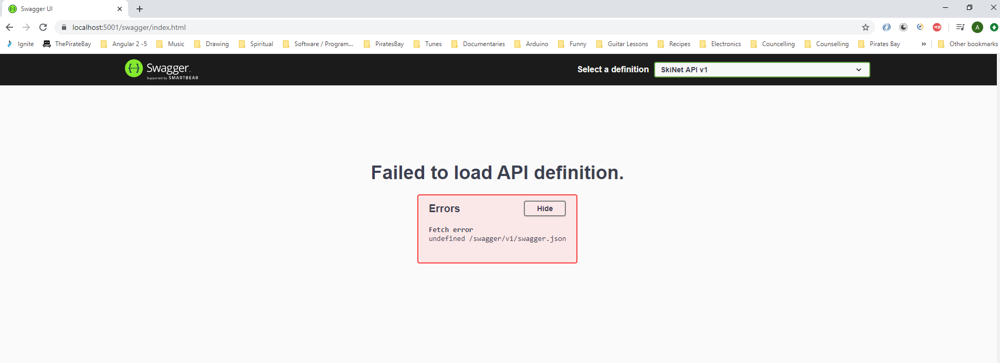 Swagger UI
localhost:5001/swagger/index.html
A
Ignite ThePirateBay Angular 2 -5 Music Drawing Spiritual Software / Program... PiratesBay Tunes Documentaries Arduino Funny Guitar Lessons Recipes Electronics Councelling Counselling Pirates Bay » Other bookmarks
{···} Swagger
Supported by SMARTBEAR
Select a definition SkiNet API v1
Failed to load API definition.
Errors Hide
Fetch error
undefined /swagger/v1/swagger.json